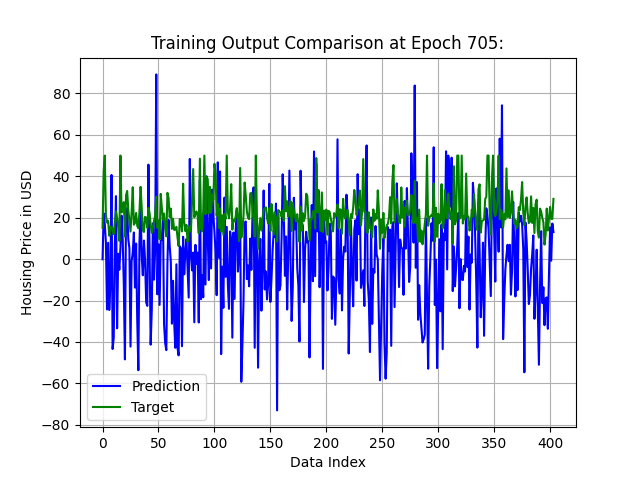 Training Output Comparison at Epoch 705:
Housing Price in USD
80
60
40
20
0
−20
−40
−60
−80
Prediction
Target
0 50 100 150 200 250 300 350 400
Data Index